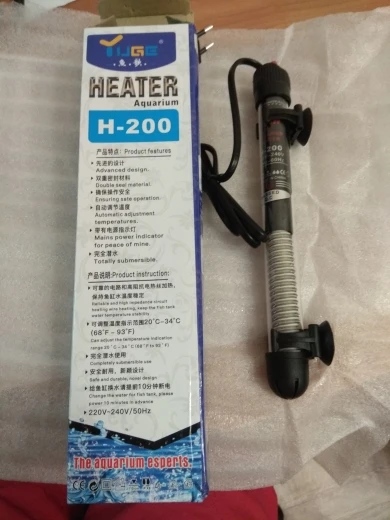 YUGE
HEATER
Aquarium
H-200
产品特点: Product features
• 先进的设计
Advanced design.
• 双重密封材料
Double seal material.
• 确保操作安全
Ensuring safe operation.
• 自动调节温度
Automatic adjustment
temperatures.
• 带有电源指示灯
Mains power indicator
for peace of mine.
• 完全潜水
Totally submersible.
产品说明:Product instruction:
• 可靠的电路和高阻抗电热丝加热,
保持鱼缸水温度稳定.
Reliable and high impedance circuit
heating wire heating, keep the fish tank
water temperature stability
• 可调整温度指示范围20°C~34°C
(68°F ~ 93°F)
Can adjust the temperature indication
range 20°C ~ 34°C (68°F to 93°F)
• 完全潜水使用
Completely submersible use
• 安全耐用、新颖设计
Safe and durable, novel design
• 给鱼缸换水请提前10分钟断电
Change the water for fish tank, please
power 10 minutes in advance
• 220V-240V/50Hz
The aquarium esperts.
200